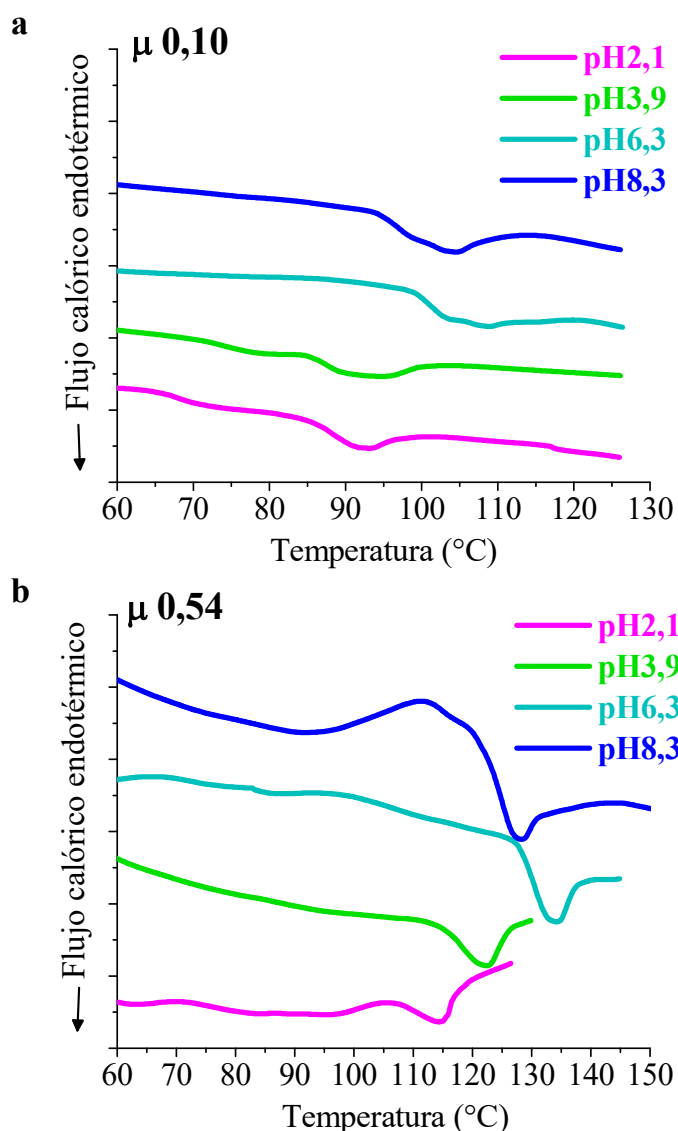 a
μ 0,10
pH2,1
pH3,9
pH6,3
pH8,3
← Flujo calórico endotérmico
60 70 80 90 100 110 120 130
Temperatura (°C)
b
μ 0,54
pH2,1
pH3,9
pH6,3
pH8,3
← Flujo calórico endotérmico
60 70 80 90 100 110 120 130 140 150
Temperatura (°C)